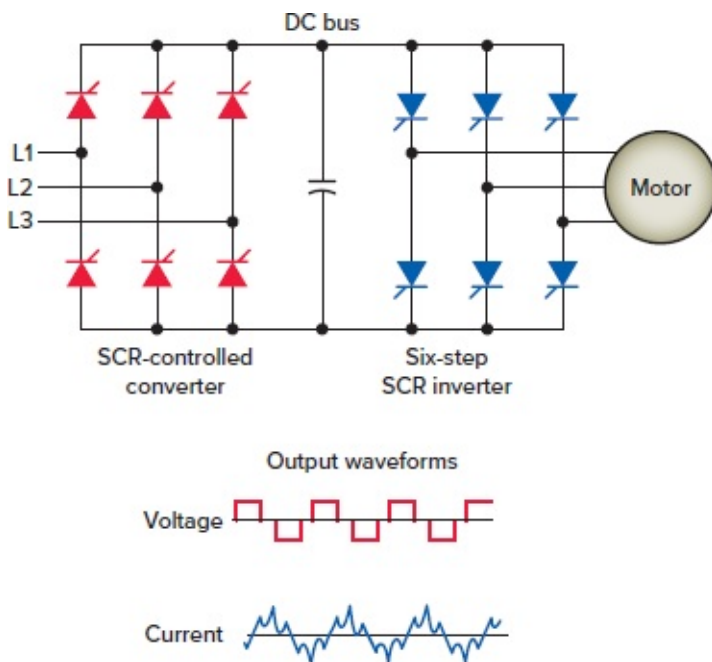 DC bus
L1
L2
L3
Motor
SCR-controlled
converter
Six-step
SCR inverter
Output waveforms
Voltage
Current